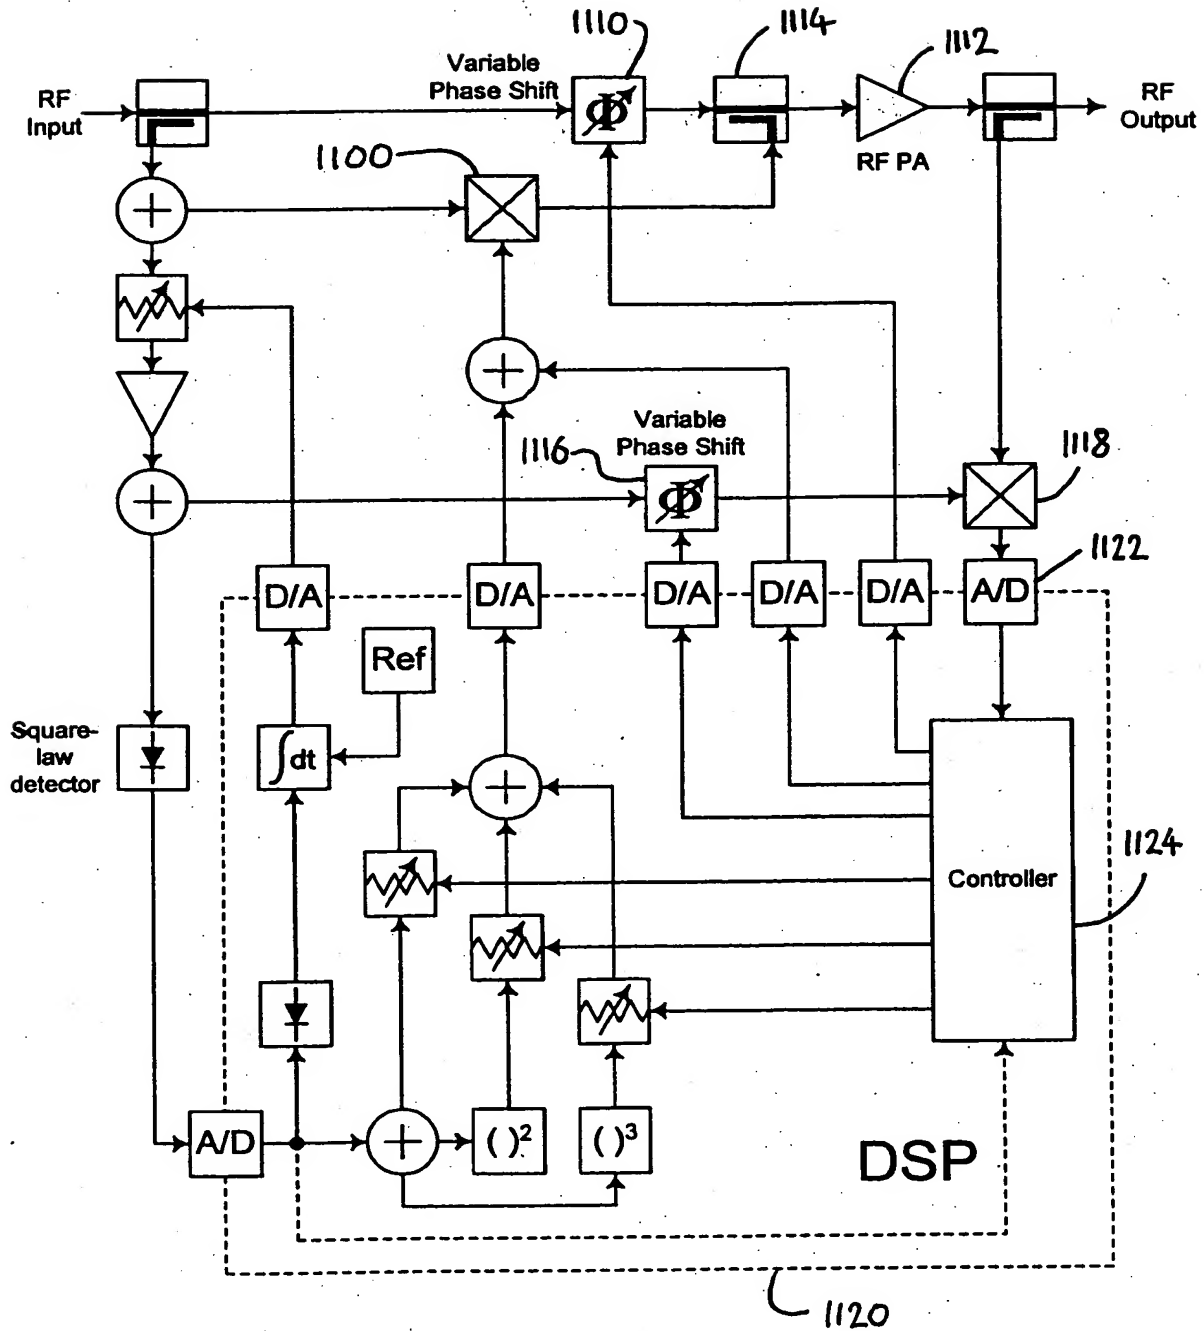 1110
1114
1112
Variable
Phase Shift
RF
Input
Φ
RF
Output
RF PA
1100
+
+
Variable
Phase Shift
1116
1118
+
Φ
1122
D/A
D/A
D/A
D/A
D/A
A/D
Ref
Square-
law
detector
∫dt
+
1124
Controller
A/D
+
( )²
( )³
DSP
1120